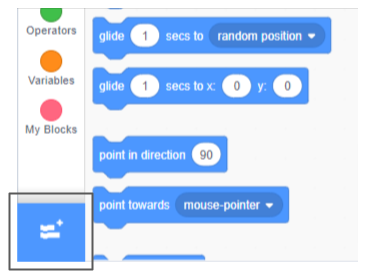 Operators
glide 1 secs to random position
Variables
glide 1 secs to x: 0 y: 0
My Blocks
point in direction 90
point towards mouse-pointer